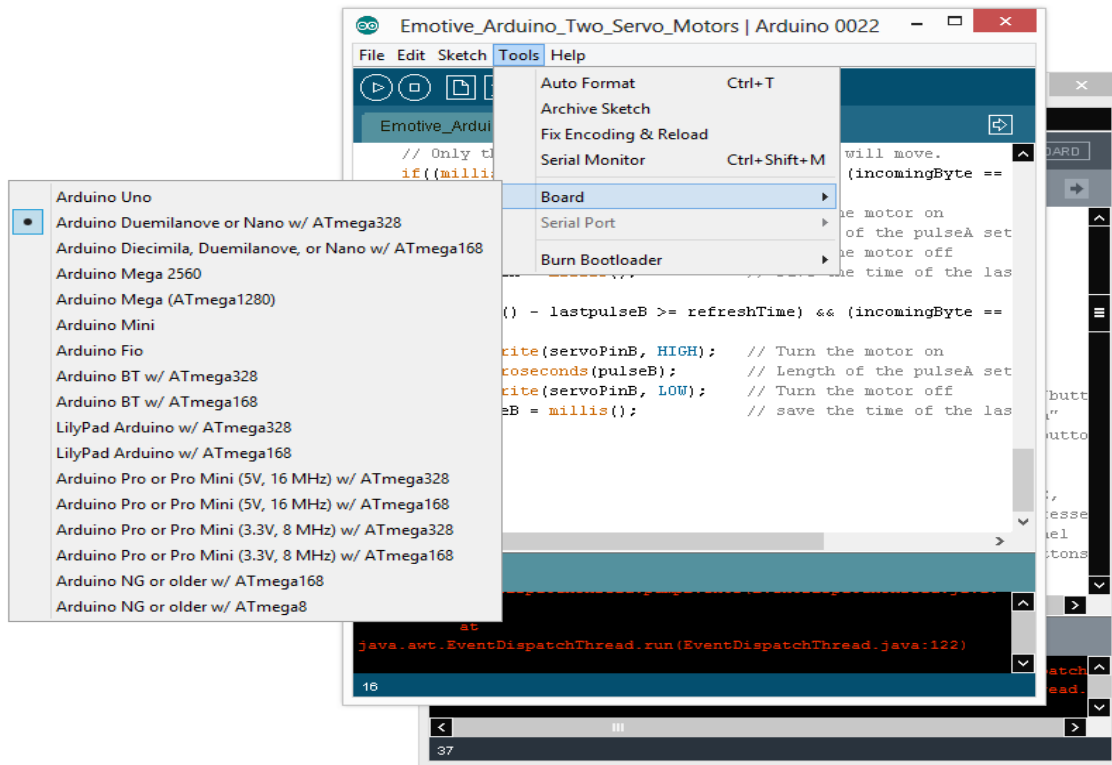 Emotive_Arduino_Two_Servo_Motors | Arduino 0022
File Edit Sketch Tools Help
Auto Format Ctrl+T
Archive Sketch
Fix Encoding & Reload
Serial Monitor Ctrl+Shift+M
Board
Serial Port
Burn Bootloader
Arduino Uno
Arduino Duemilanove or Nano w/ ATmega328
Arduino Diecimila, Duemilanove, or Nano w/ ATmega168
Arduino Mega 2560
Arduino Mega (ATmega1280)
Arduino Mini
Arduino Fio
Arduino BT w/ ATmega328
Arduino BT w/ ATmega168
LilyPad Arduino w/ ATmega328
LilyPad Arduino w/ ATmega168
Arduino Pro or Pro Mini (5V, 16 MHz) w/ ATmega328
Arduino Pro or Pro Mini (5V, 16 MHz) w/ ATmega168
Arduino Pro or Pro Mini (3.3V, 8 MHz) w/ ATmega328
Arduino Pro or Pro Mini (3.3V, 8 MHz) w/ ATmega168
Arduino NG or older w/ ATmega168
Arduino NG or older w/ ATmega8
Emotive_Ardui
// Only th will move.
if((milli (incomingByte ==
he motor on
of the pulseA set
he motor off
the time of the las
() - lastpulseB >= refreshTime) && (incomingByte ==
rite(servoPinB, HIGH); // Turn the motor on
roseconds(pulseB); // Length of the pulseA set
rite(servoPinB, LOW); // Turn the motor off
eB = millis(); // save the time of the las
at
java.awt.EventDispatchThread.run(EventDispatchThread.java:122)
16
OARD
butt
utto
esse
el
tons
patch
ead.
37